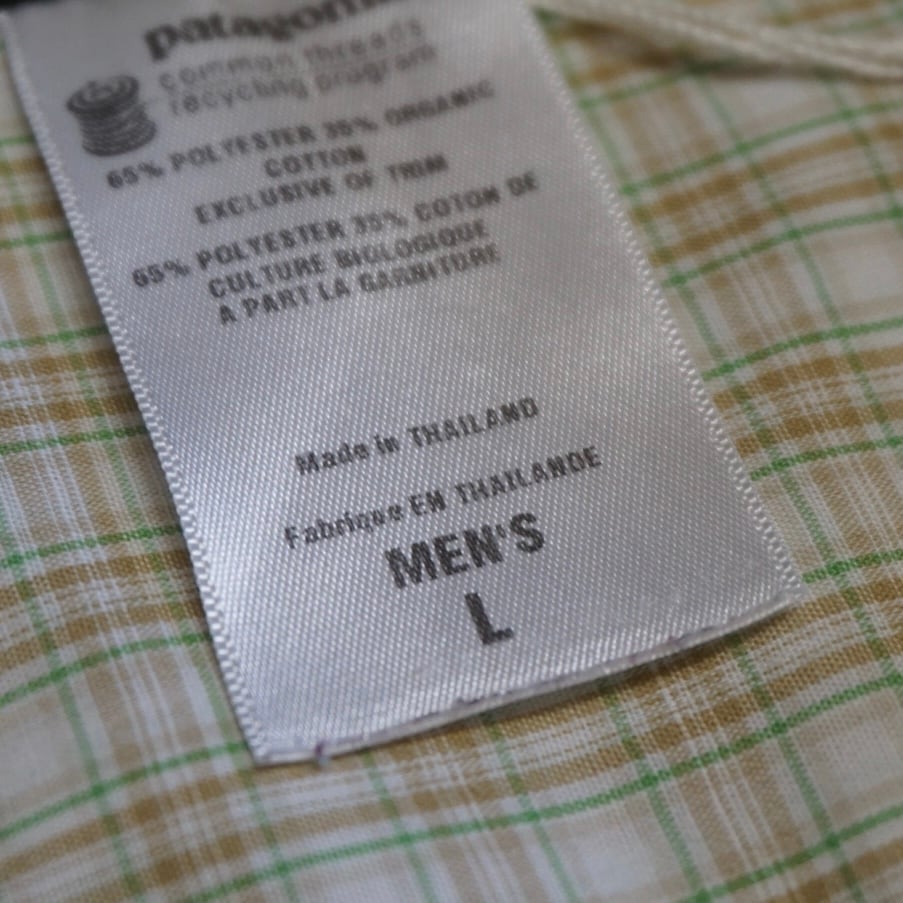 patagonia
common threads
recycling program
65% POLYESTER 35% ORGANIC
COTTON
EXCLUSIVE OF TRIM
65% POLYESTER 35% COTON DE
CULTURE BIOLOGIQUE
A PART LA GARNITURE
Made in THAILAND
Fabrique EN THAILANDE
MEN'S
L